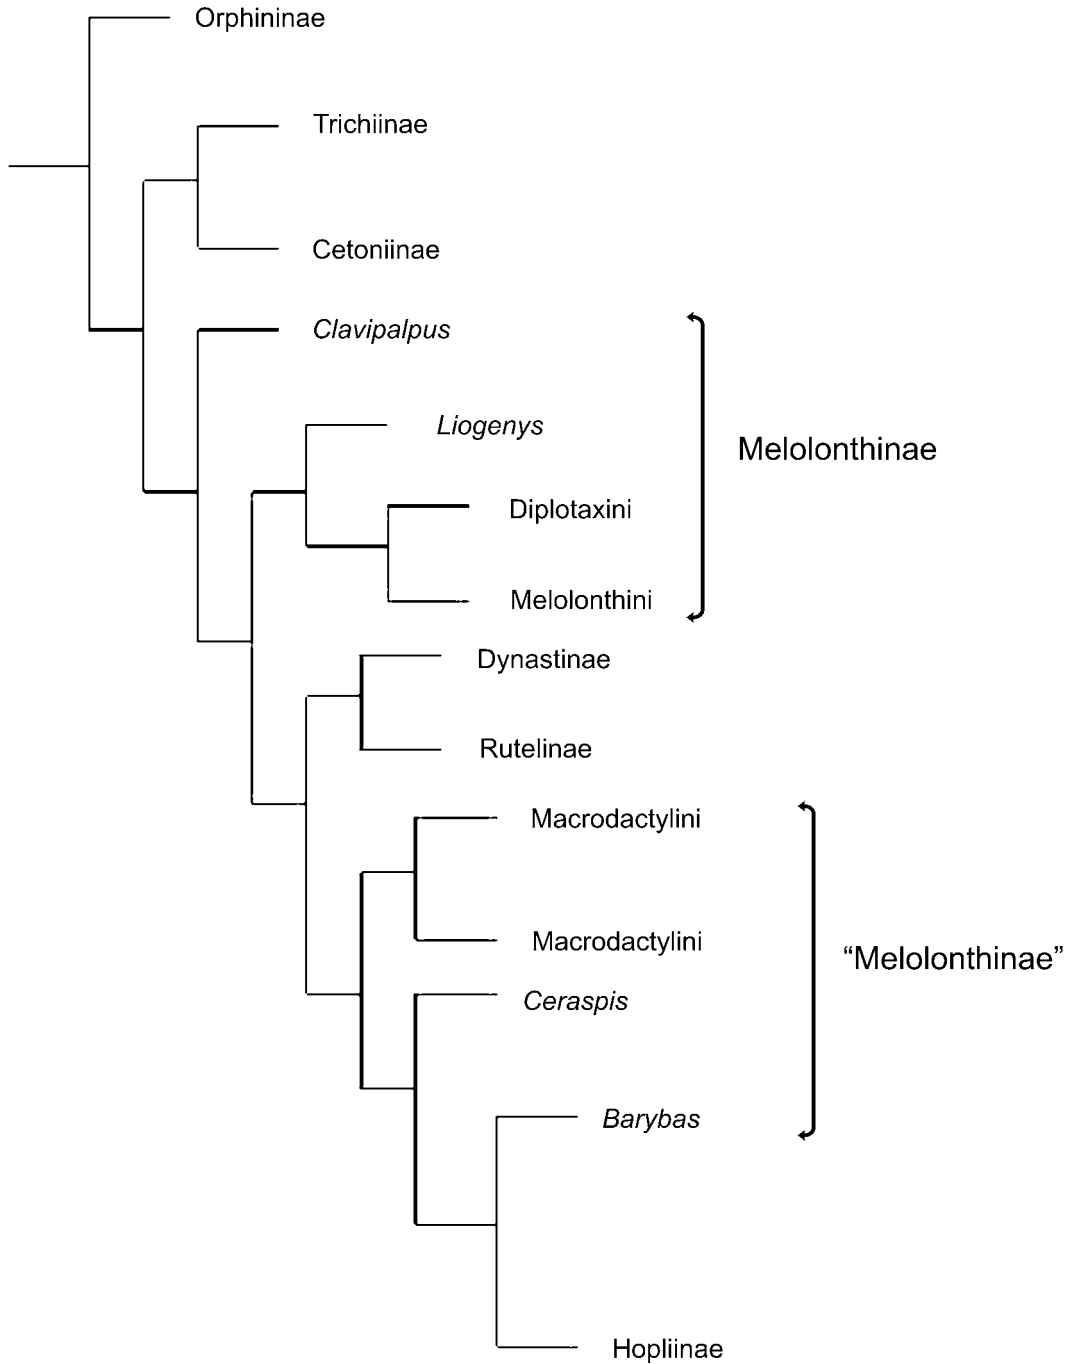 Orphininae
Trichiinae
Cetoniinae
Clavipalpus
Liogenys
Melolonthinae
Diplotaxini
Melolonthini
Dynastinae
Rutelinae
Macrodactylini
Macrodactylini
“Melolonthinae”
Ceraspis
Barybas
Hopliinae